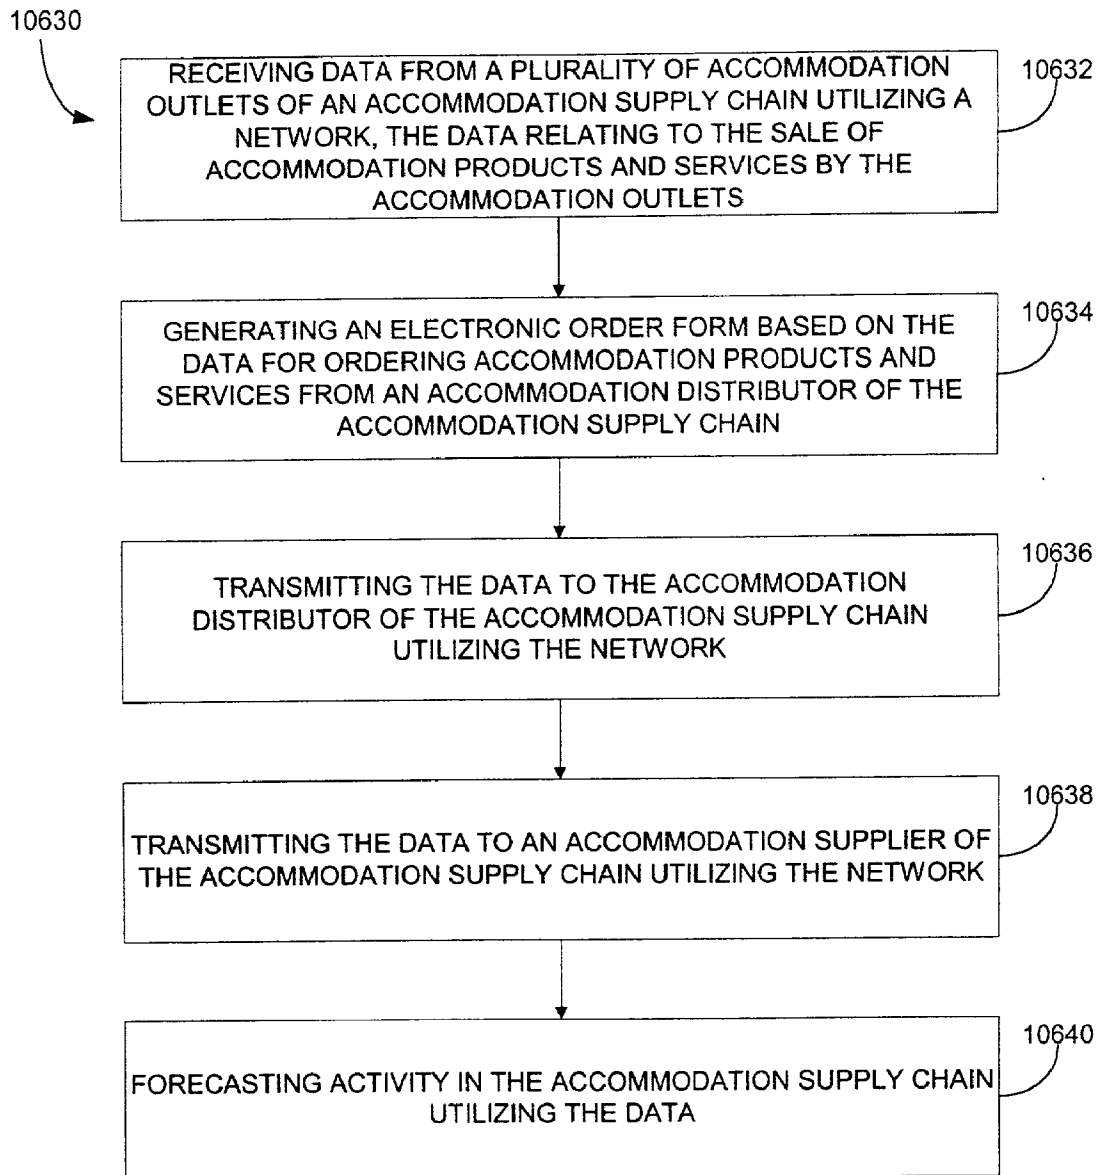 10630
RECEIVING DATA FROM A PLURALITY OF ACCOMMODATION
OUTLETS OF AN ACCOMMODATION SUPPLY CHAIN UTILIZING A
NETWORK, THE DATA RELATING TO THE SALE OF
ACCOMMODATION PRODUCTS AND SERVICES BY THE
ACCOMMODATION OUTLETS
10632
GENERATING AN ELECTRONIC ORDER FORM BASED ON THE
DATA FOR ORDERING ACCOMMODATION PRODUCTS AND
SERVICES FROM AN ACCOMMODATION DISTRIBUTOR OF THE
ACCOMMODATION SUPPLY CHAIN
10634
TRANSMITTING THE DATA TO THE ACCOMMODATION
DISTRIBUTOR OF THE ACCOMMODATION SUPPLY CHAIN
UTILIZING THE NETWORK
10636
TRANSMITTING THE DATA TO AN ACCOMMODATION SUPPLIER OF
THE ACCOMMODATION SUPPLY CHAIN UTILIZING THE NETWORK
10638
FORECASTING ACTIVITY IN THE ACCOMMODATION SUPPLY CHAIN
UTILIZING THE DATA
10640